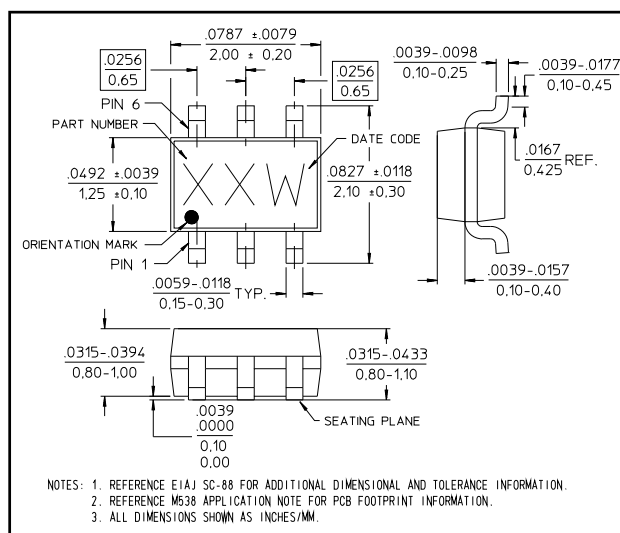 .0787 ±.0079
2.00 ± 0,20
.0256
0.65
.0256
0.65
.0039-.0098
0,10-0,25
.0039-.0177
0,10-0,45
PIN 6
PART NUMBER
DATE CODE
.0167
0,425 REF.
.0492 ±.0039
1,25 ±0,10
XXW
.0827 ±.0118
2,10 ±0,30
ORIENTATION MARK
PIN 1
.0059-.0118
0,15-0,30 TYP.
.0039-.0157
0,10-0,40
.0315-.0394
0,80-1,00
.0315-.0433
0,80-1,10
.0039
.0000
0,10
0,00
SEATING PLANE
NOTES: 1. REFERENCE EIAJ SC-88 FOR ADDITIONAL DIMENSIONAL AND TOLERANCE INFORMATION.
2. REFERENCE M538 APPLICATION NOTE FOR PCB FOOTPRINT INFORMATION.
3. ALL DIMENSIONS SHOWN AS INCHES/MM.